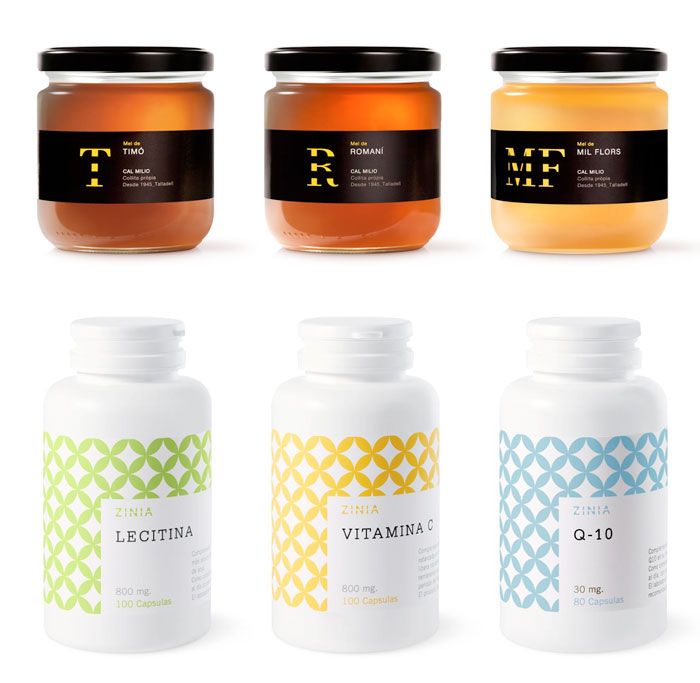 T
Mel de
TIMÓ
CAL MILIO
Collita pròpia
Desde 1945_Talladell
R
Mel de
ROMANÍ
CAL MILIO
Collita pròpia
Desde 1945_Talladell
MF
Mel de
MIL FLORS
CAL MILIO
Collita pròpia
Desde 1945_Talladell
ZINIA
LECITINA
800 mg.
100 Capsulas
ZINIA
VITAMINA C
800 mg.
100 Capsulas
ZINIA
Q-10
30 mg.
80 Capsulas